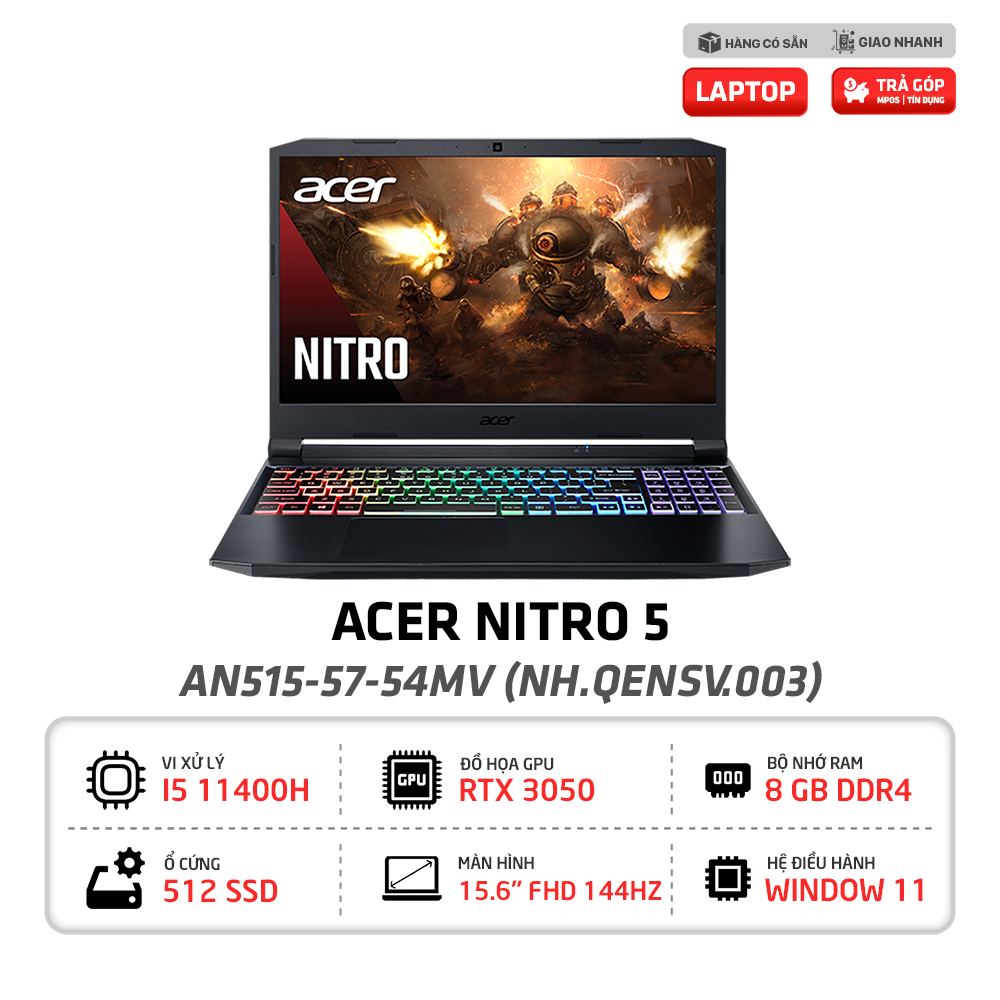 HÀNG CÓ SẴN
GIAO NHANH
LAPTOP
TRẢ GÓP
MPOS | TÍN DỤNG
acer
NITRO
acer
ACER NITRO 5
AN515-57-54MV (NH.QENSV.003)
VI XỬ LÝ
I5 11400H
GPU
ĐỒ HỌA GPU
RTX 3050
BỘ NHỚ RAM
8 GB DDR4
Ổ CỨNG
512 SSD
MÀN HÌNH
15.6” FHD 144HZ
HỆ ĐIỀU HÀNH
WINDOW 11